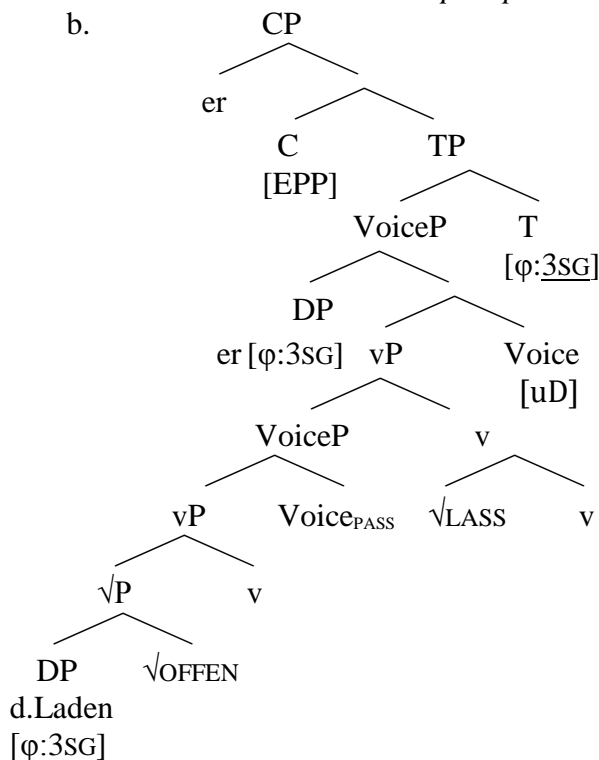 b. CP
er
C TP
[EPP]
VoiceP T
[φ:3SG]
DP
er [φ:3SG] vP Voice
[uD]
VoiceP v
vP VoicePASS √LASS v
√P v
DP √OFFEN
d.Laden
[φ:3SG]